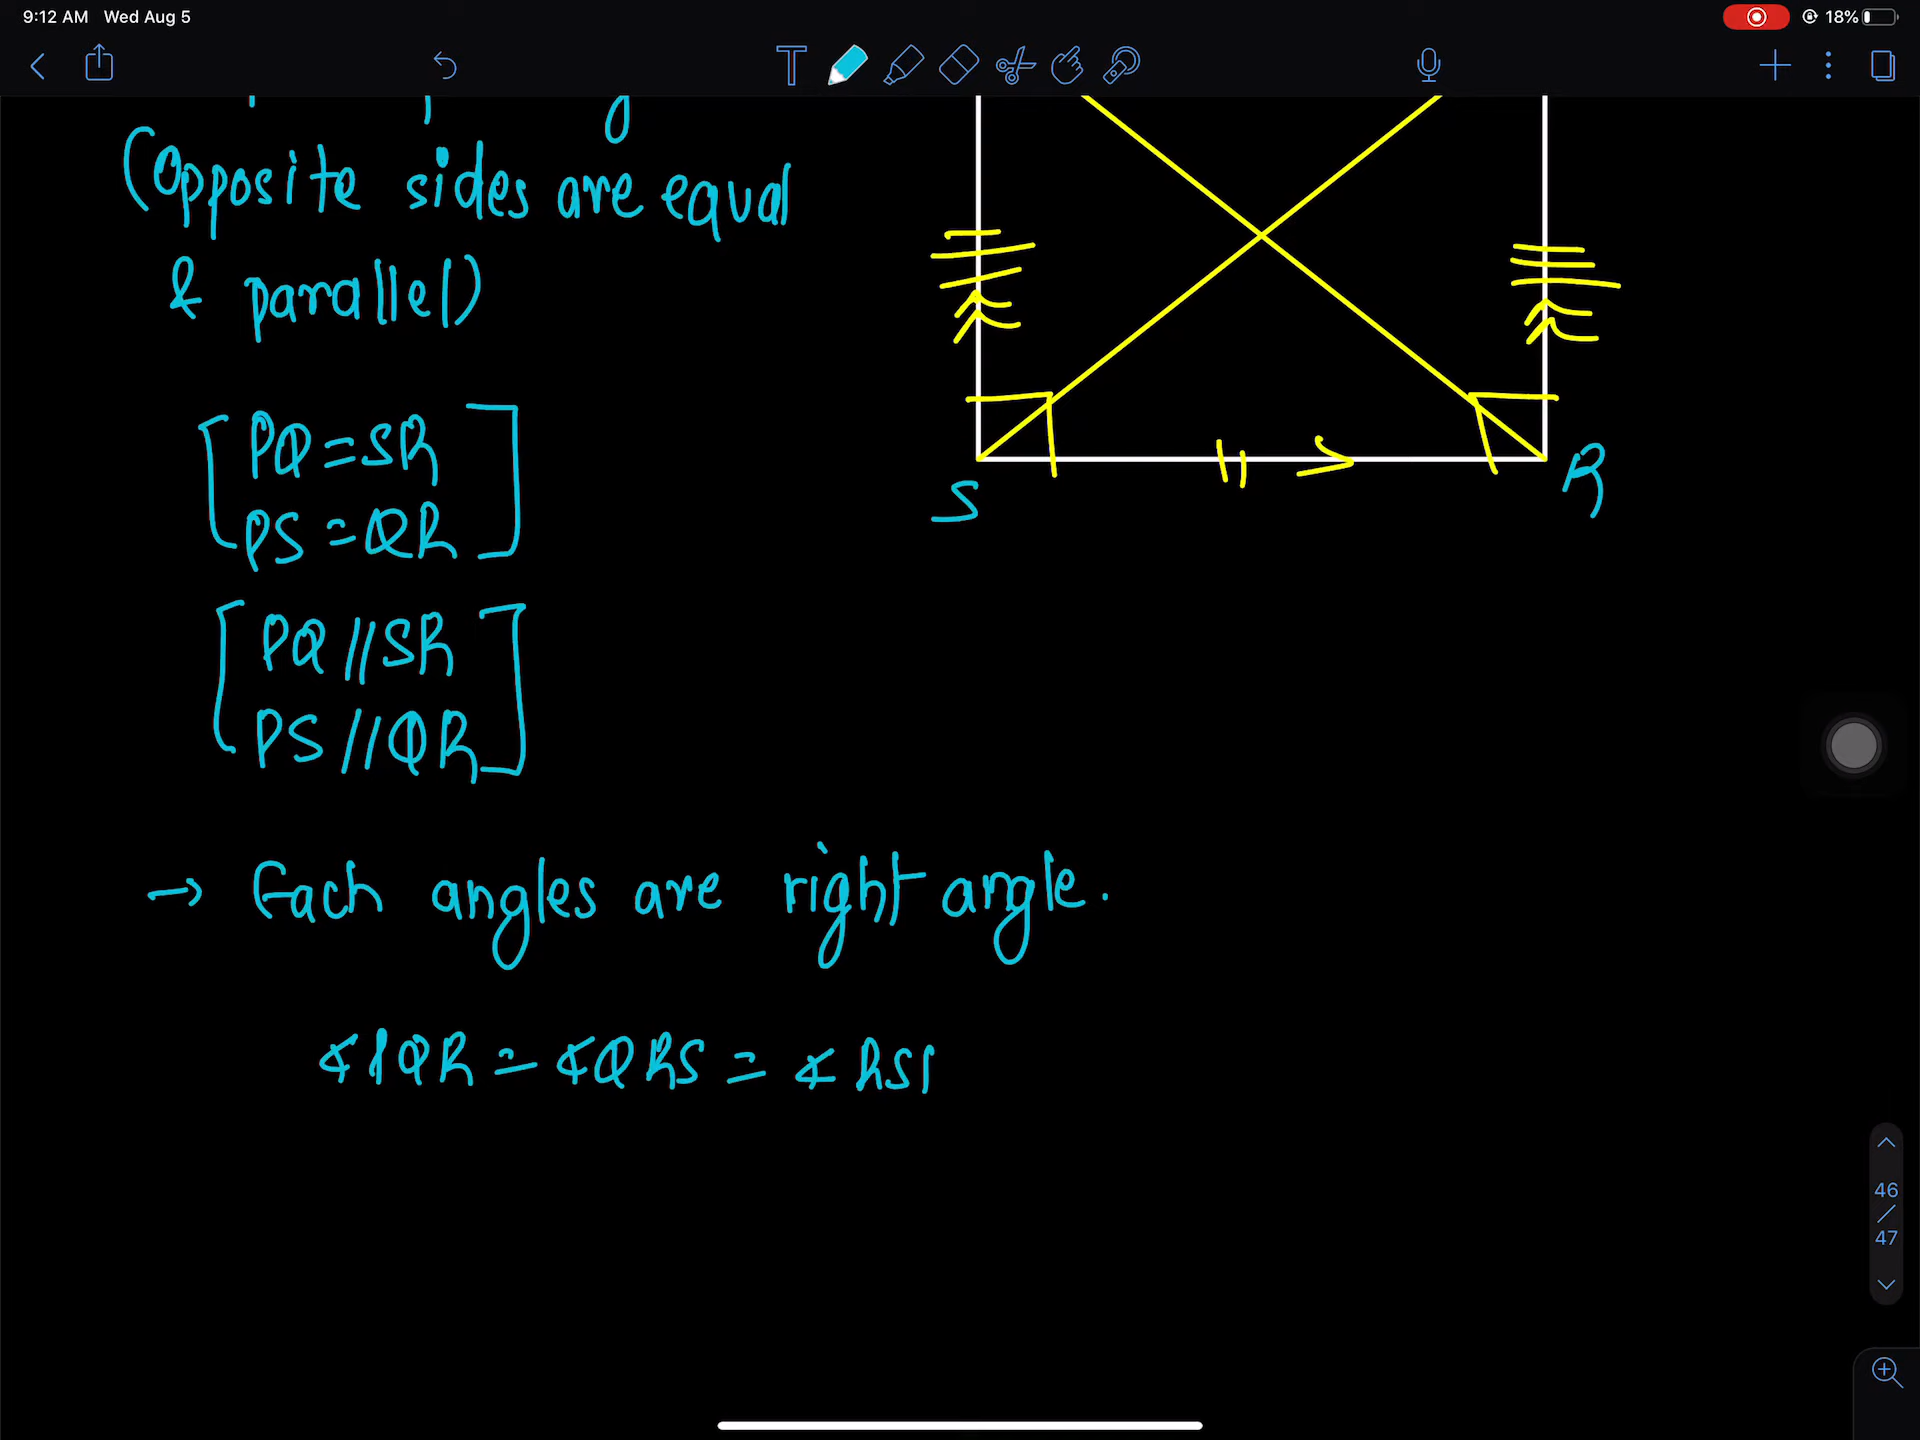 9:12 AM Wed Aug 5
18%
(Opposite sides are equal
& parallel)
PQ = SR
PS = QR
PQ // SR
PS // QR
S
R
→ Each angles are right angle.
∡PQR = ∡QRS = ∡RSP
46
/
47